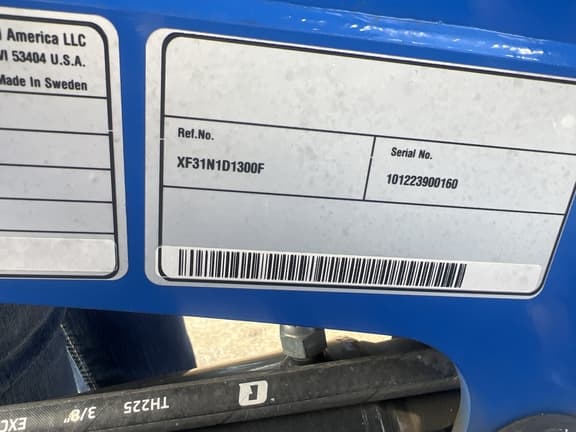 America LLC
WI 53404 U.S.A.
Made In Sweden
Ref.No.
XF31N1D1300F
Serial No.
101223900160
3/8" TH225